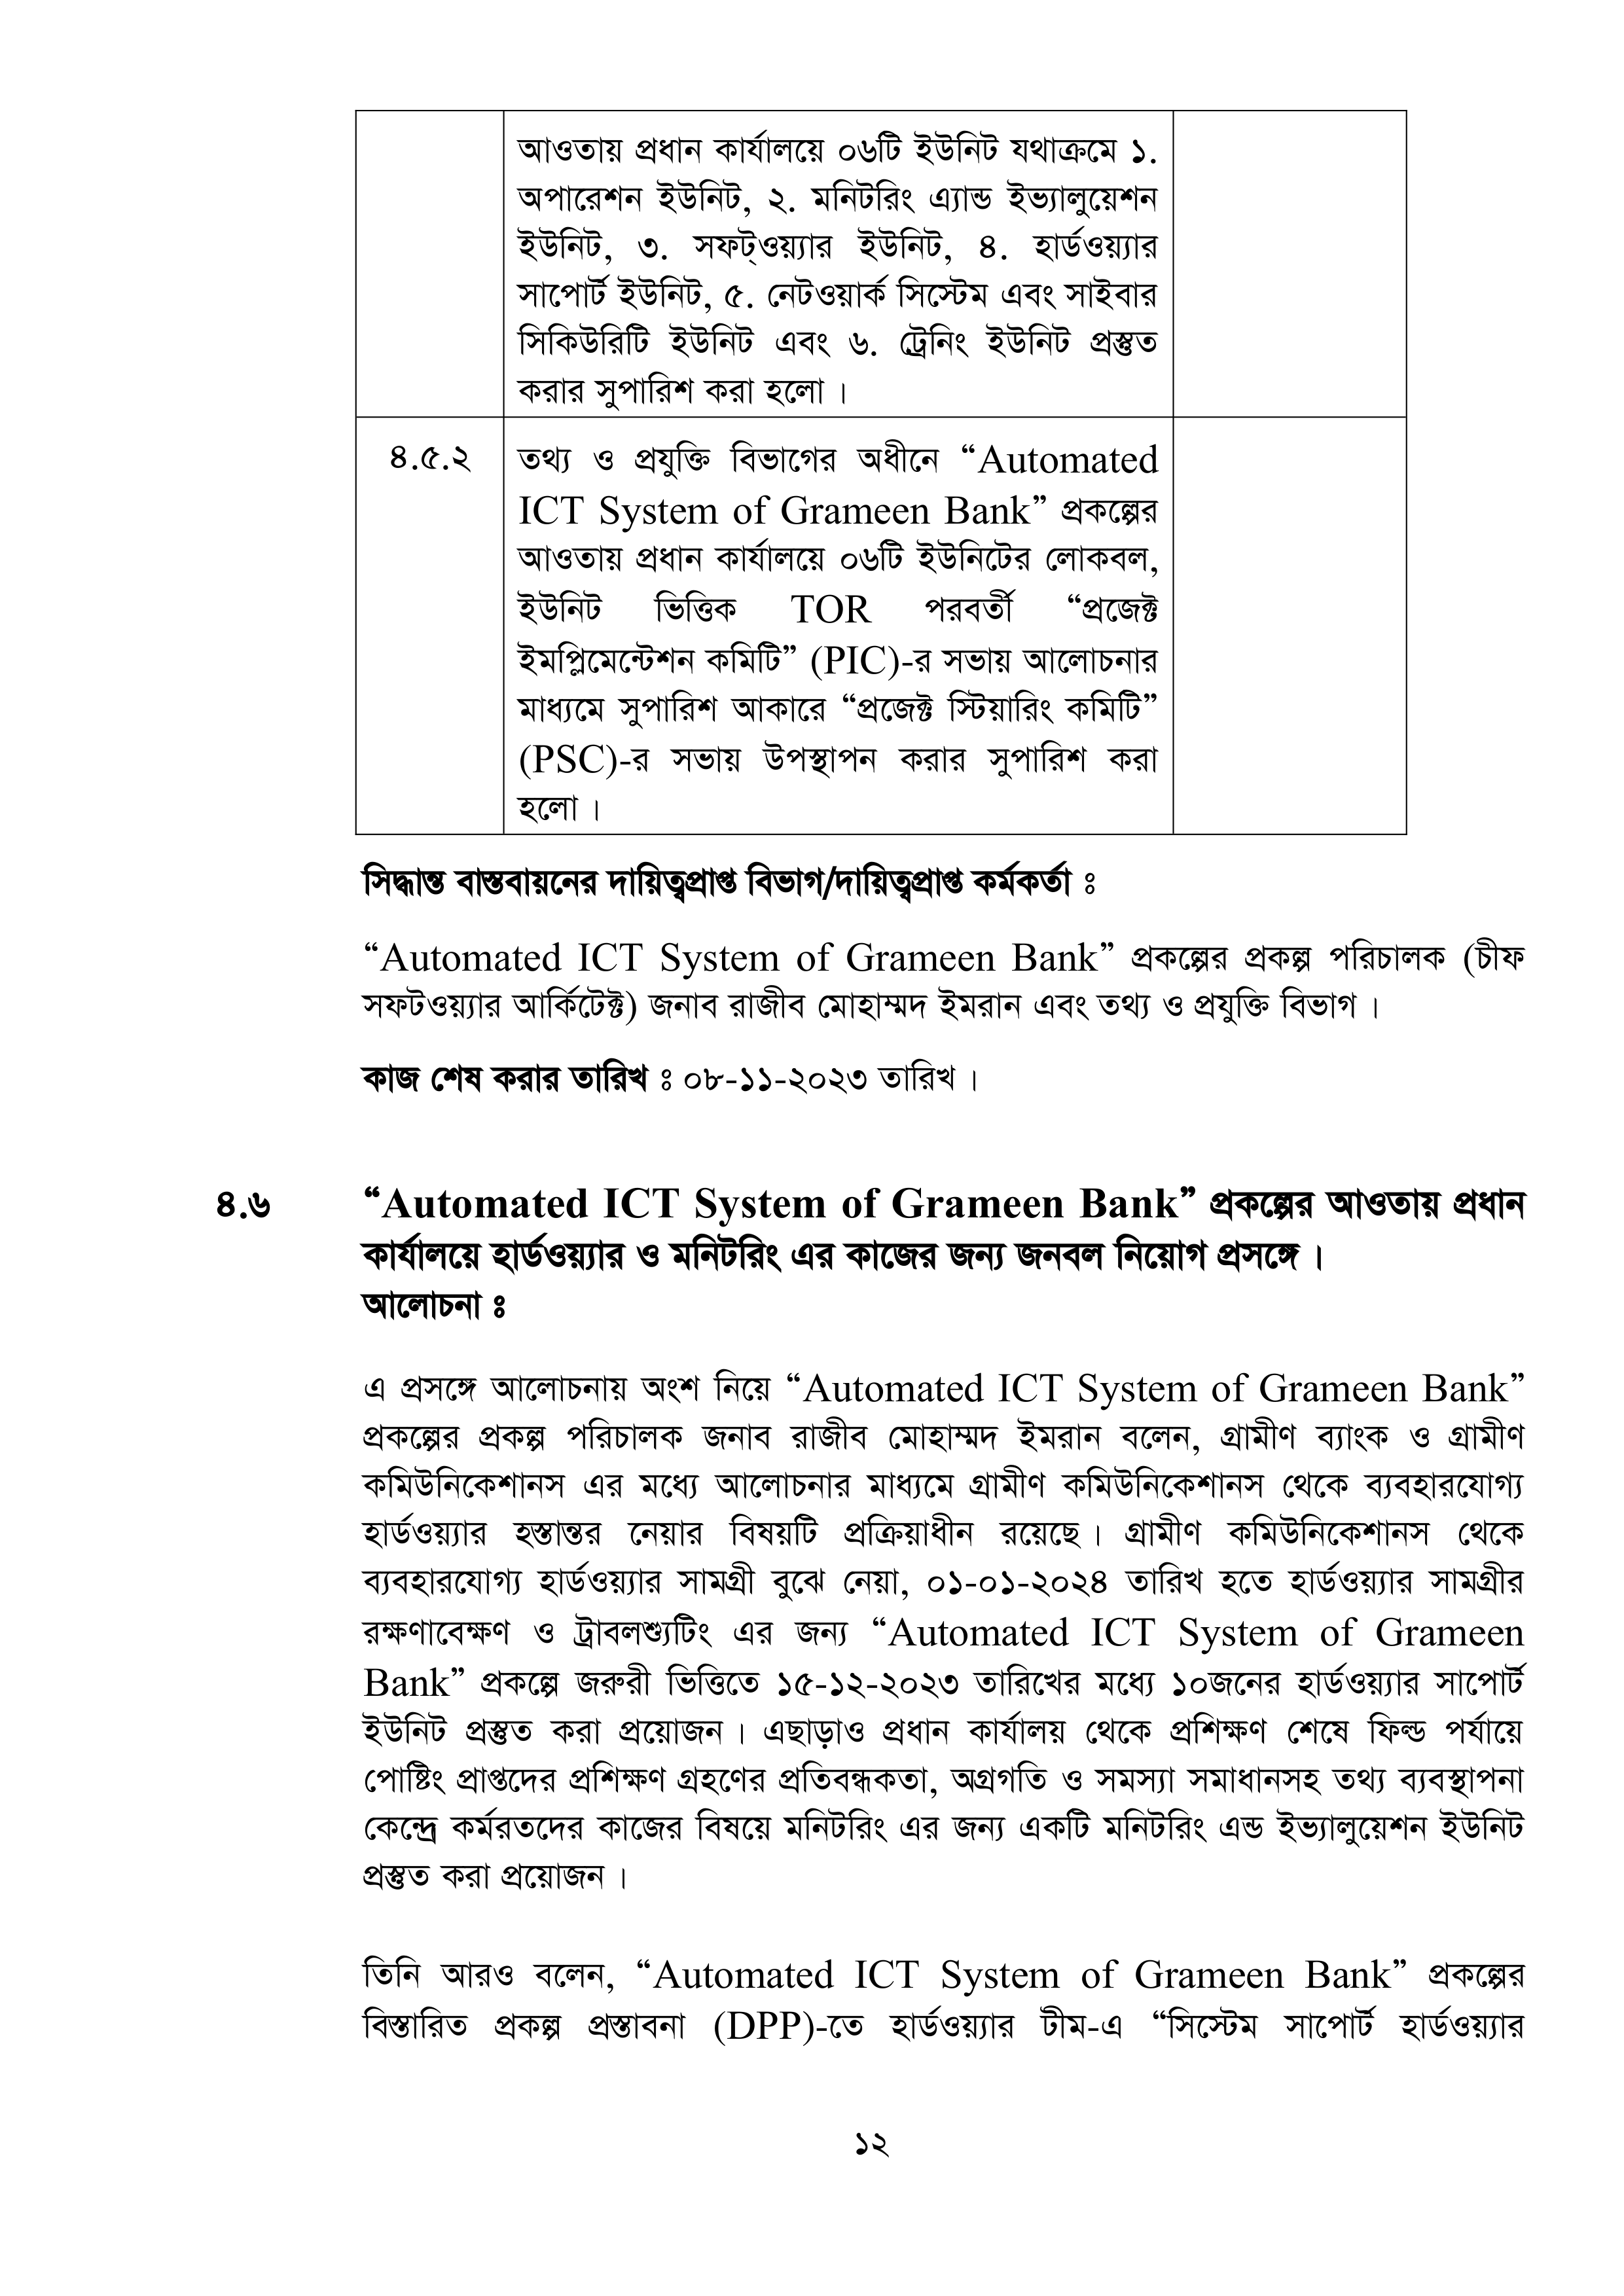 আওতায় প্রধান কার্যালয়ে ০৬টি ইউনিট যথাক্রমে ১.
অপারেশন ইউনিট, ২. মনিটরিং এ্যান্ড ইভ্যালুয়েশন
ইউনিট, ৩. সফট্‌ওয়্যার ইউনিট, ৪. হার্ডওয়্যার
সাপোর্ট ইউনিট, ৫. নেটওয়ার্ক সিস্টেম এবং সাইবার
সিকিউরিটি ইউনিট এবং ৬. ট্রেনিং ইউনিট প্রস্তুত
করার সুপারিশ করা হলো।
৪.৫.২
তথ্য ও প্রযুক্তি বিভাগের অধীনে “Automated
ICT System of Grameen Bank” প্রকল্পের
আওতায় প্রধান কার্যালয়ে ০৬টি ইউনিটের লোকবল,
ইউনিট ভিত্তিক TOR পরবর্তী “প্রজেক্ট
ইমপ্লিমেন্টেশন কমিটি” (PIC)-র সভায় আলোচনার
মাধ্যমে সুপারিশ আকারে “প্রজেক্ট স্টিয়ারিং কমিটি”
(PSC)-র সভায় উপস্থাপন করার সুপারিশ করা
হলো।
সিদ্ধান্ত বাস্তবায়নের দায়িত্বপ্রাপ্ত বিভাগ/দায়িত্বপ্রাপ্ত কর্মকর্তা ঃ
“Automated ICT System of Grameen Bank” প্রকল্পের প্রকল্প পরিচালক (চীফ
সফটওয়্যার আর্কিটেক্ট) জনাব রাজীব মোহাম্মদ ইমরান এবং তথ্য ও প্রযুক্তি বিভাগ।
কাজ শেষ করার তারিখ ঃ ০৮-১১-২০২৩ তারিখ।
৪.৬ “Automated ICT System of Grameen Bank” প্রকল্পের আওতায় প্রধান
কার্যালয়ে হার্ডওয়্যার ও মনিটরিং এর কাজের জন্য জনবল নিয়োগ প্রসঙ্গে।
আলোচনা ঃ
এ প্রসঙ্গে আলোচনায় অংশ নিয়ে “Automated ICT System of Grameen Bank”
প্রকল্পের প্রকল্প পরিচালক জনাব রাজীব মোহাম্মদ ইমরান বলেন, গ্রামীণ ব্যাংক ও গ্রামীণ
কমিউনিকেশানস এর মধ্যে আলোচনার মাধ্যমে গ্রামীণ কমিউনিকেশানস থেকে ব্যবহারযোগ্য
হার্ডওয়্যার হস্তান্তর নেয়ার বিষয়টি প্রক্রিয়াধীন রয়েছে। গ্রামীণ কমিউনিকেশানস থেকে
ব্যবহারযোগ্য হার্ডওয়্যার সামগ্রী বুঝে নেয়া, ০১-০১-২০২৪ তারিখ হতে হার্ডওয়্যার সামগ্রীর
রক্ষণাবেক্ষণ ও ট্রাবলশ্যুটিং এর জন্য “Automated ICT System of Grameen
Bank” প্রকল্পে জরুরী ভিত্তিতে ১৫-১২-২০২৩ তারিখের মধ্যে ১০জনের হার্ডওয়্যার সাপোর্ট
ইউনিট প্রস্তুত করা প্রয়োজন। এছাড়াও প্রধান কার্যালয় থেকে প্রশিক্ষণ শেষে ফিল্ড পর্যায়ে
পোষ্টিং প্রাপ্তদের প্রশিক্ষণ গ্রহণের প্রতিবন্ধকতা, অগ্রগতি ও সমস্যা সমাধানসহ তথ্য ব্যবস্থাপনা
কেন্দ্রে কর্মরতদের কাজের বিষয়ে মনিটরিং এর জন্য একটি মনিটরিং এন্ড ইভ্যালুয়েশন ইউনিট
প্রস্তুত করা প্রয়োজন।
তিনি আরও বলেন, “Automated ICT System of Grameen Bank” প্রকল্পের
বিস্তারিত প্রকল্প প্রস্তাবনা (DPP)-তে হার্ডওয়্যার টীম-এ “সিস্টেম সাপোর্ট হার্ডওয়্যার
১২